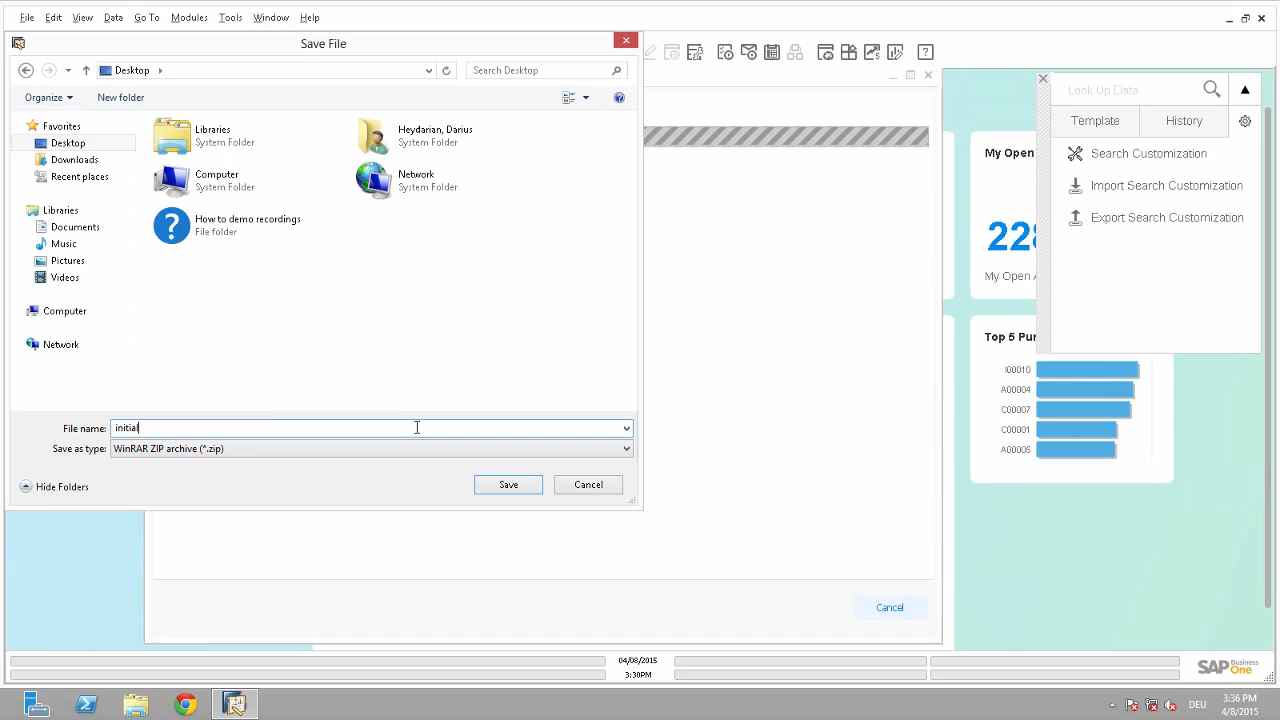 File Edit View Data Go To Modules Tools Window Help
Save File
Desktop
Search Desktop
Organize New folder
Favorites
Desktop
Downloads
Recent places
Libraries
Documents
Music
Pictures
Videos
Computer
Network
Libraries
System Folder
Heydarian, Darius
System Folder
Computer
System Folder
Network
System Folder
How to demo recordings
File folder
File name: initial
Save as type: WinRAR ZIP archive (*.zip)
Hide Folders
Save Cancel
Cancel
Look Up Data
Template History
Search Customization
Import Search Customization
Export Search Customization
My Open
228
My Open A
Top 5 Pur
I00010
A00004
C00007
C00001
A00005
04/08/2015
3:30PM
SAP Business One
DEU
3:36 PM
4/8/2015